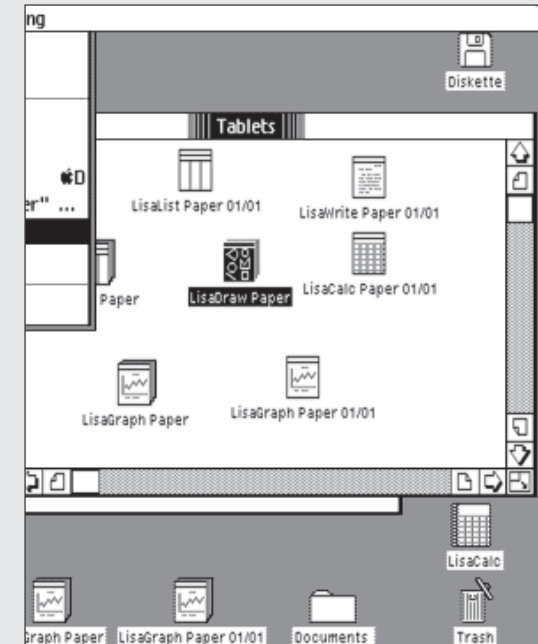 ng
Diskette
Tablets
D
er" ...
LisaList Paper 01/01
LisaWrite Paper 01/01
Paper
LisaDraw Paper
LisaCalc Paper 01/01
LisaGraph Paper
LisaGraph Paper 01/01
LisaCalc
Graph Paper
LisaGraph Paper 01/01
Documents
Trash